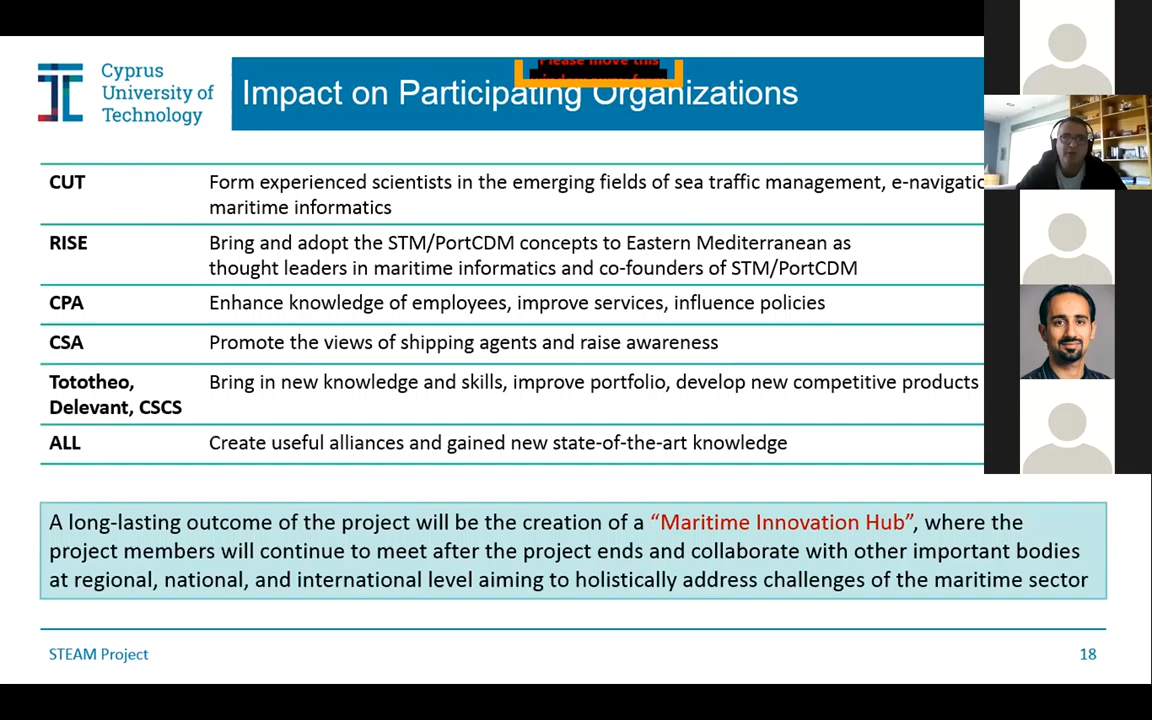 Cyprus
University of
Technology
Please move this
Impact on Participating Organizations
CUT
Form experienced scientists in the emerging fields of sea traffic management,
maritime informatics
RISE
Bring and adopt the STM/PortCDM concepts to Eastern Mediterranean as
thought leaders in maritime informatics and co-founders of STM/PortCDM
CPA
Enhance knowledge of employees, improve services, influence policies
CSA
Promote the views of shipping agents and raise awareness
Tototheo,
Delevant, CSCS
Bring in new knowledge and skills, improve portfolio, develop new competitive products
ALL
Create useful alliances and gained new state-of-the-art knowledge
A long-lasting outcome of the project will be the creation of a “Maritime Innovation Hub”, where the
project members will continue to meet after the project ends and collaborate with other important bodies
at regional, national, and international level aiming to holistically address challenges of the maritime sector
STEAM Project
18